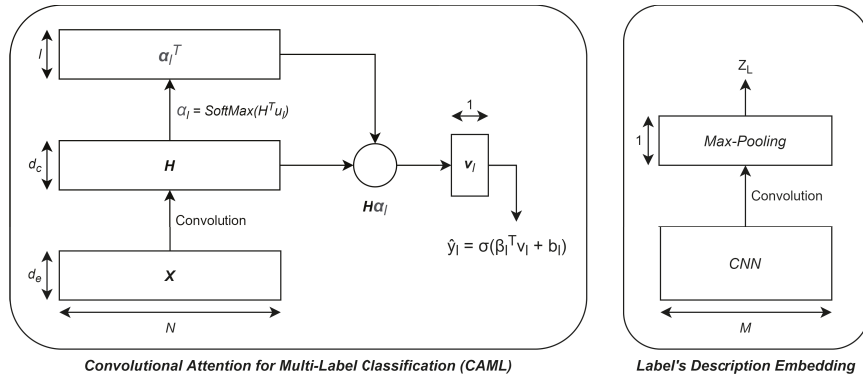 l
α_l^T
α_l = SoftMax(H^T u_l)
1
d_c
H
v_l
Hα_l
Convolution
ŷ_l = σ(β_l^T v_l + b_l)
d_e
X
N
Convolutional Attention for Multi-Label Classification (CAML)
Z_L
1
Max-Pooling
Convolution
CNN
M
Label's Description Embedding